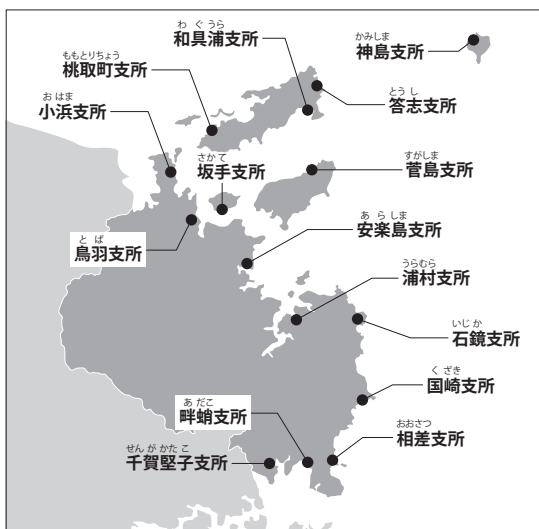 わぐうら
和具浦支所
かみしま
神島支所
ももとりちょう
桃取町支所
とうし
答志支所
おはま
小浜支所
さかて
坂手支所
すがしま
菅島支所
とば
鳥羽支所
あらしま
安楽島支所
うらむら
浦村支所
いじか
石鏡支所
くざき
国崎支所
あだこ
畔蛸支所
おおさつ
相差支所
せんがかたこ
千賀堅子支所